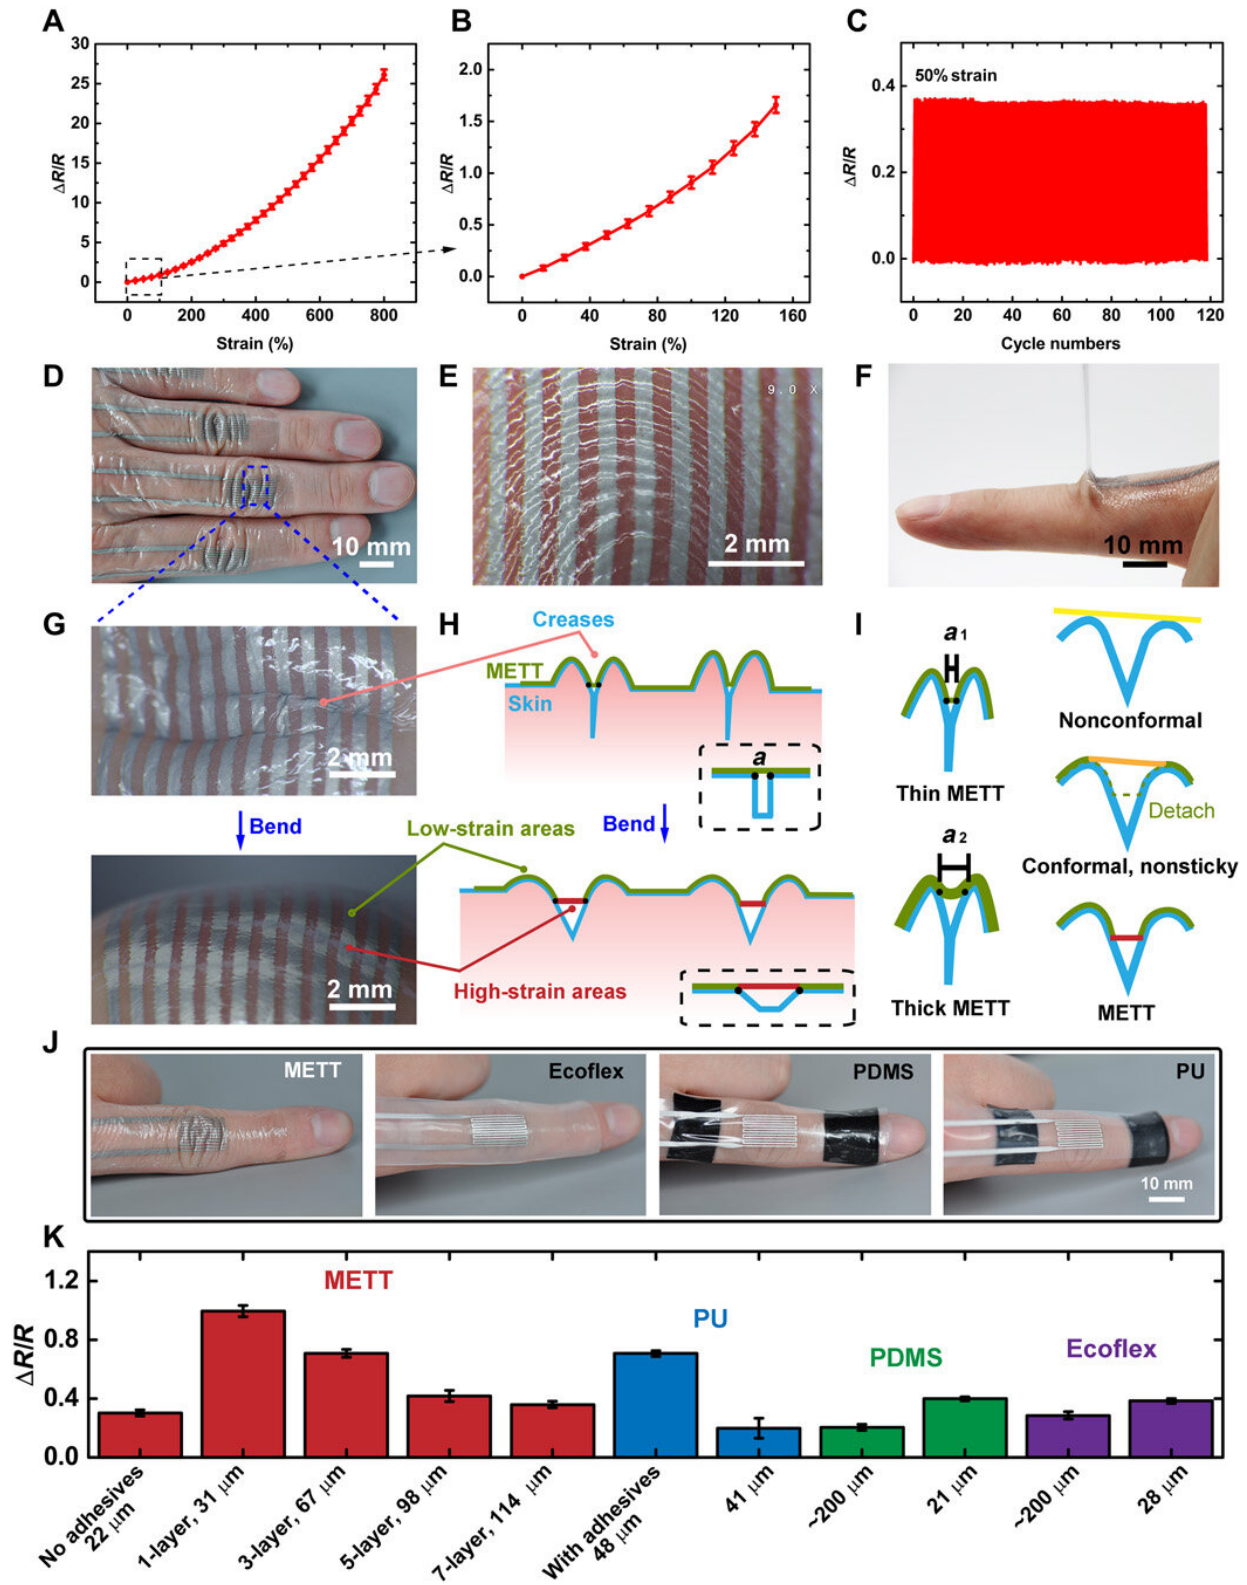 A
B
C
30
25
20
15
10
5
0
ΔR/R
0 200 400 600 800
Strain (%)
2.0
1.5
1.0
0.5
0.0
ΔR/R
0 40 80 120 160
Strain (%)
50% strain
0.4
0.2
0.0
ΔR/R
0 20 40 60 80 100 120
Cycle numbers
D
10 mm
E
9.0 X
2 mm
F
10 mm
G
2 mm
Bend
2 mm
H
Creases
METT
Skin
a
Low-strain areas
Bend
High-strain areas
I
a1
Thin METT
a2
Thick METT
Nonconformal
Detach
Conformal, nonsticky
METT
J
METT
Ecoflex
PDMS
PU
10 mm
K
1.2
0.8
0.4
0.0
ΔR/R
METT
PU
PDMS
Ecoflex
No adhesives
22 μm
1-layer, 31 μm
3-layer, 67 μm
5-layer, 98 μm
7-layer, 114 μm
With adhesives
48 μm
41 μm
~200 μm
21 μm
~200 μm
28 μm